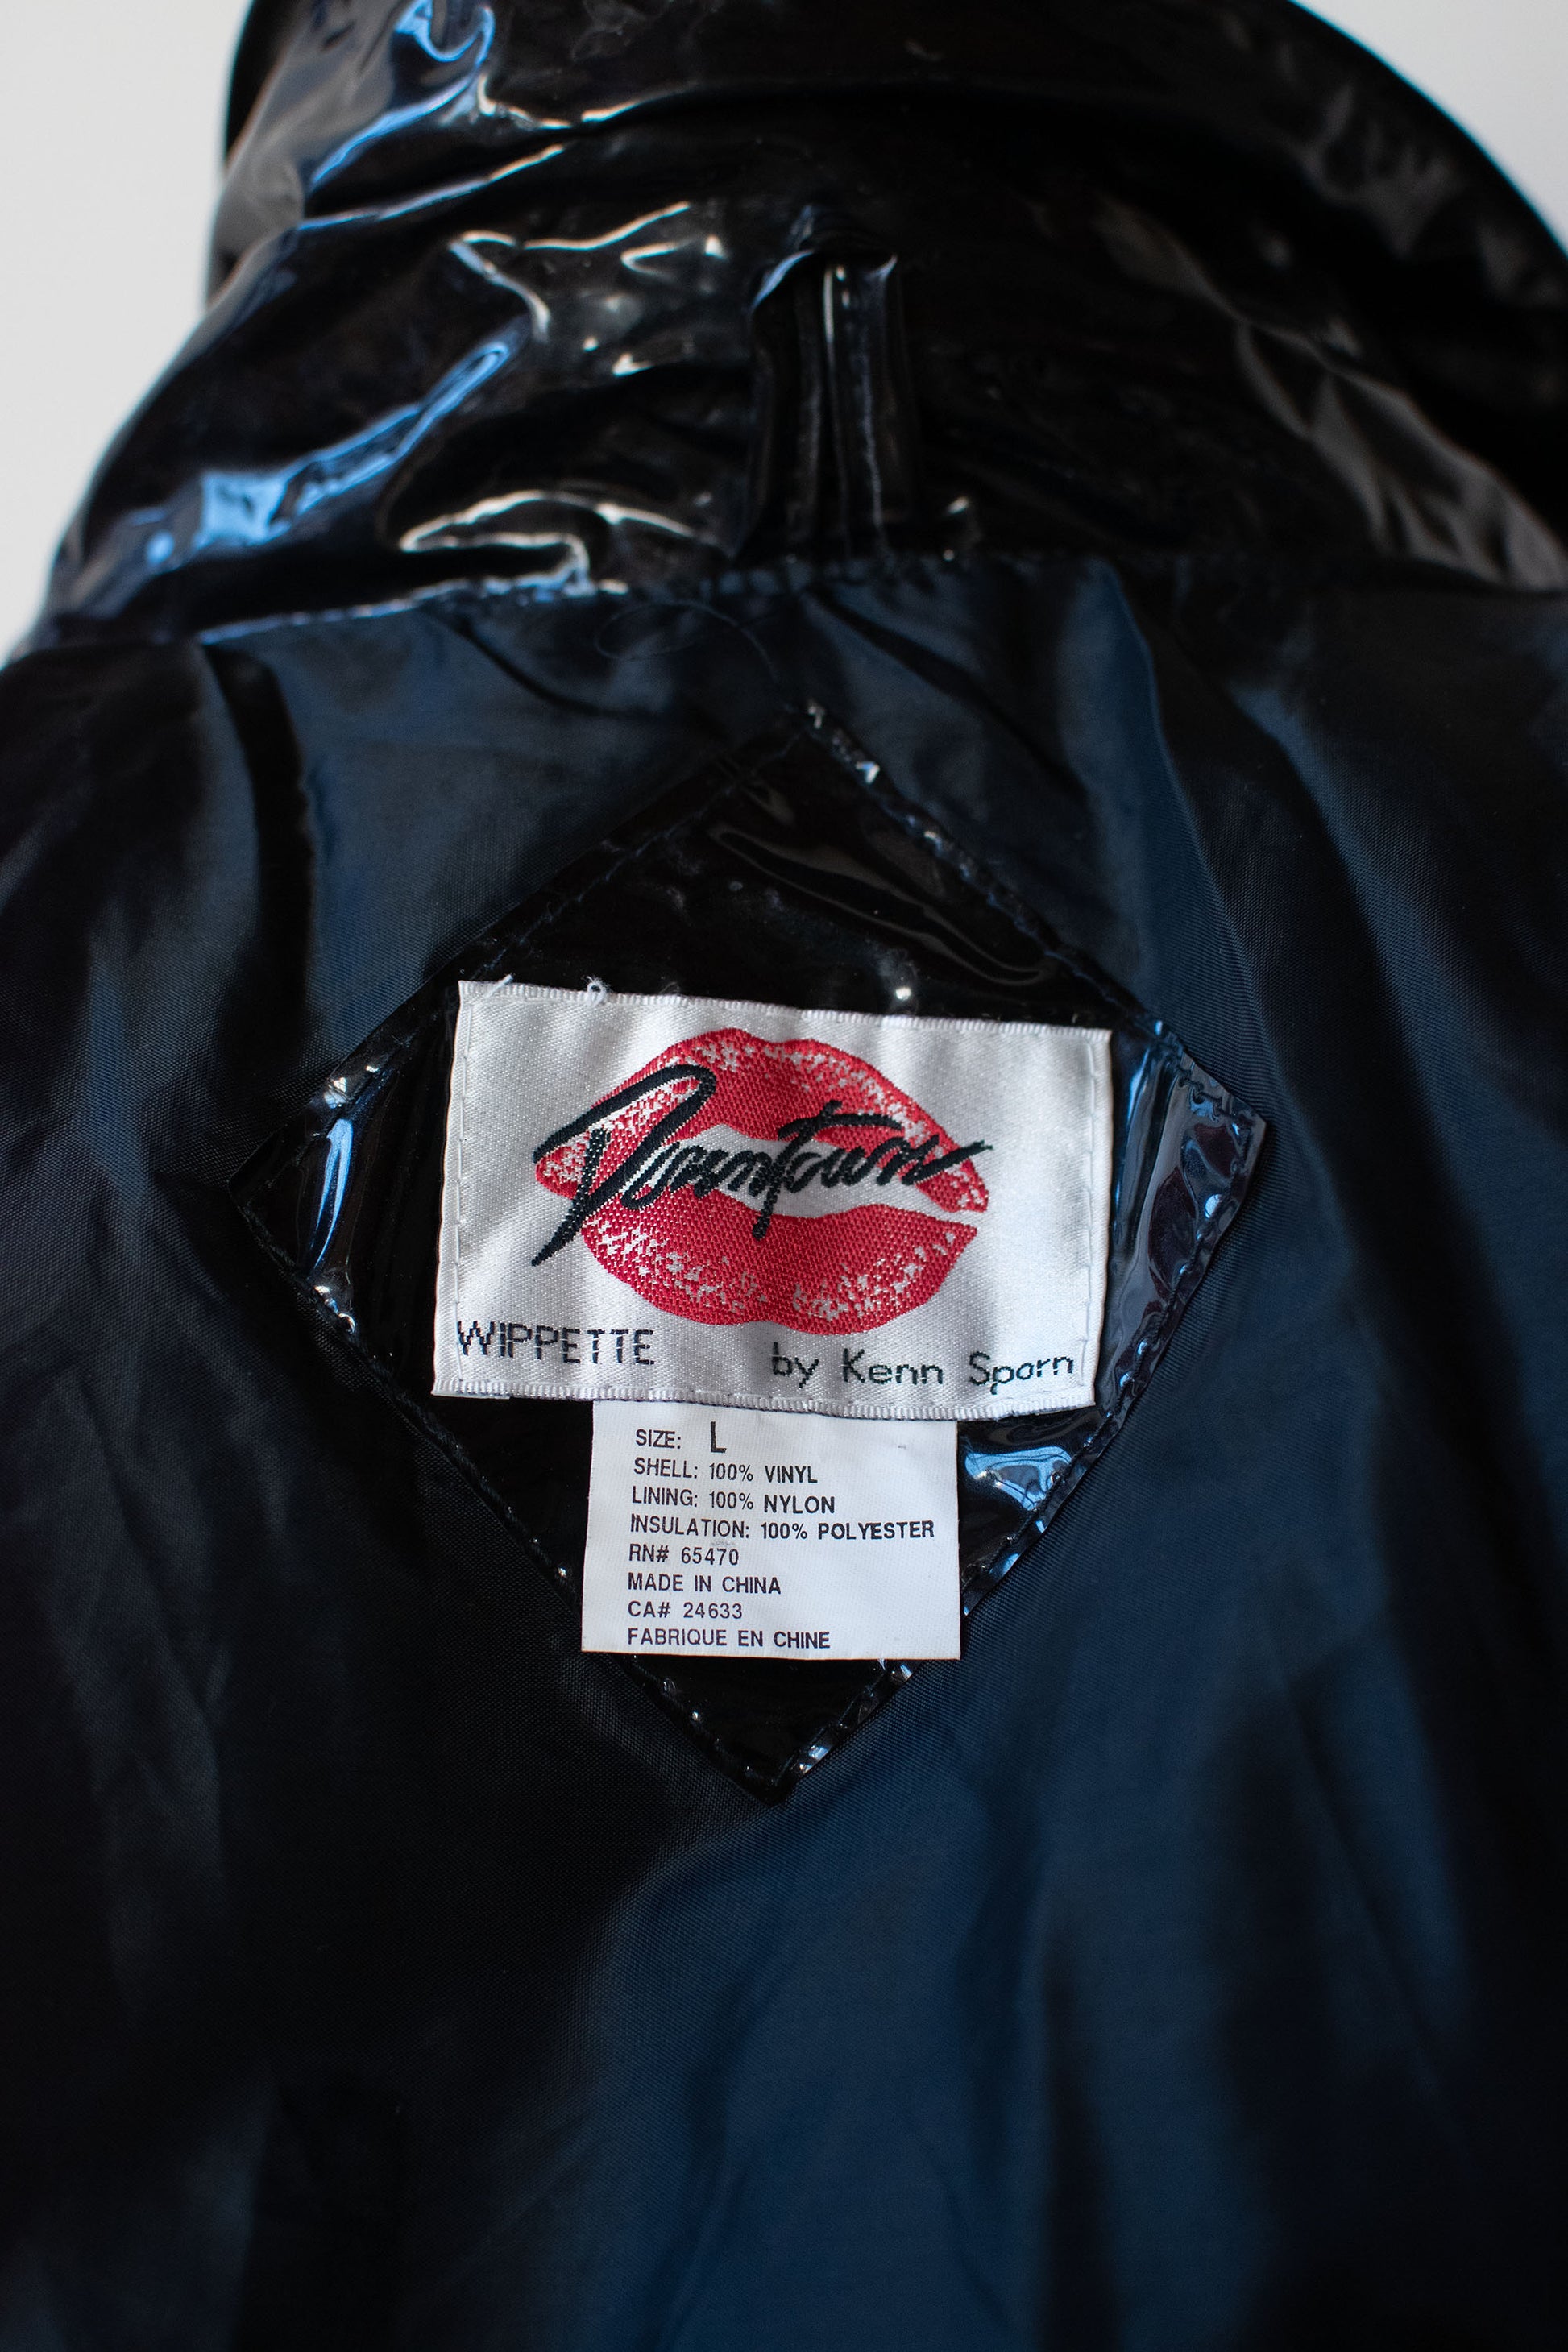 Downtown
WIPPETTE by Kenn Sporn
SIZE: L
SHELL: 100% VINYL
LINING: 100% NYLON
INSULATION: 100% POLYESTER
RN# 65470
MADE IN CHINA
CA# 24633
FABRIQUE EN CHINE